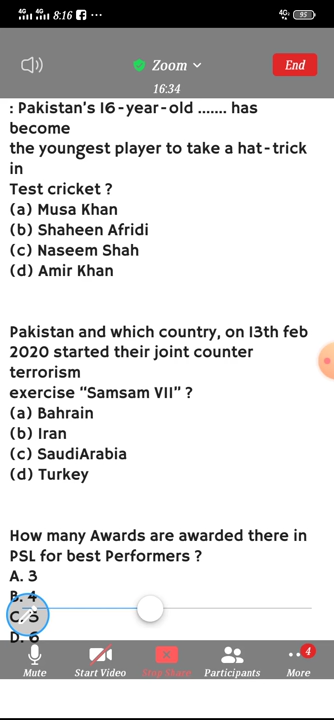 4G 4G 8:16 ...
4G 95
Zoom
End
16:34
: Pakistan's 16-year-old ....... has
become
the youngest player to take a hat-trick
in
Test cricket ?
(a) Musa Khan
(b) Shaheen Afridi
(c) Naseem Shah
(d) Amir Khan
Pakistan and which country, on 13th feb
2020 started their joint counter
terrorism
exercise “Samsam VII” ?
(a) Bahrain
(b) Iran
(c) SaudiArabia
(d) Turkey
How many Awards are awarded there in
PSL for best Performers ?
A. 3
B. 4
C. 5
D. 6
4
Mute Start Video Stop Share Participants More